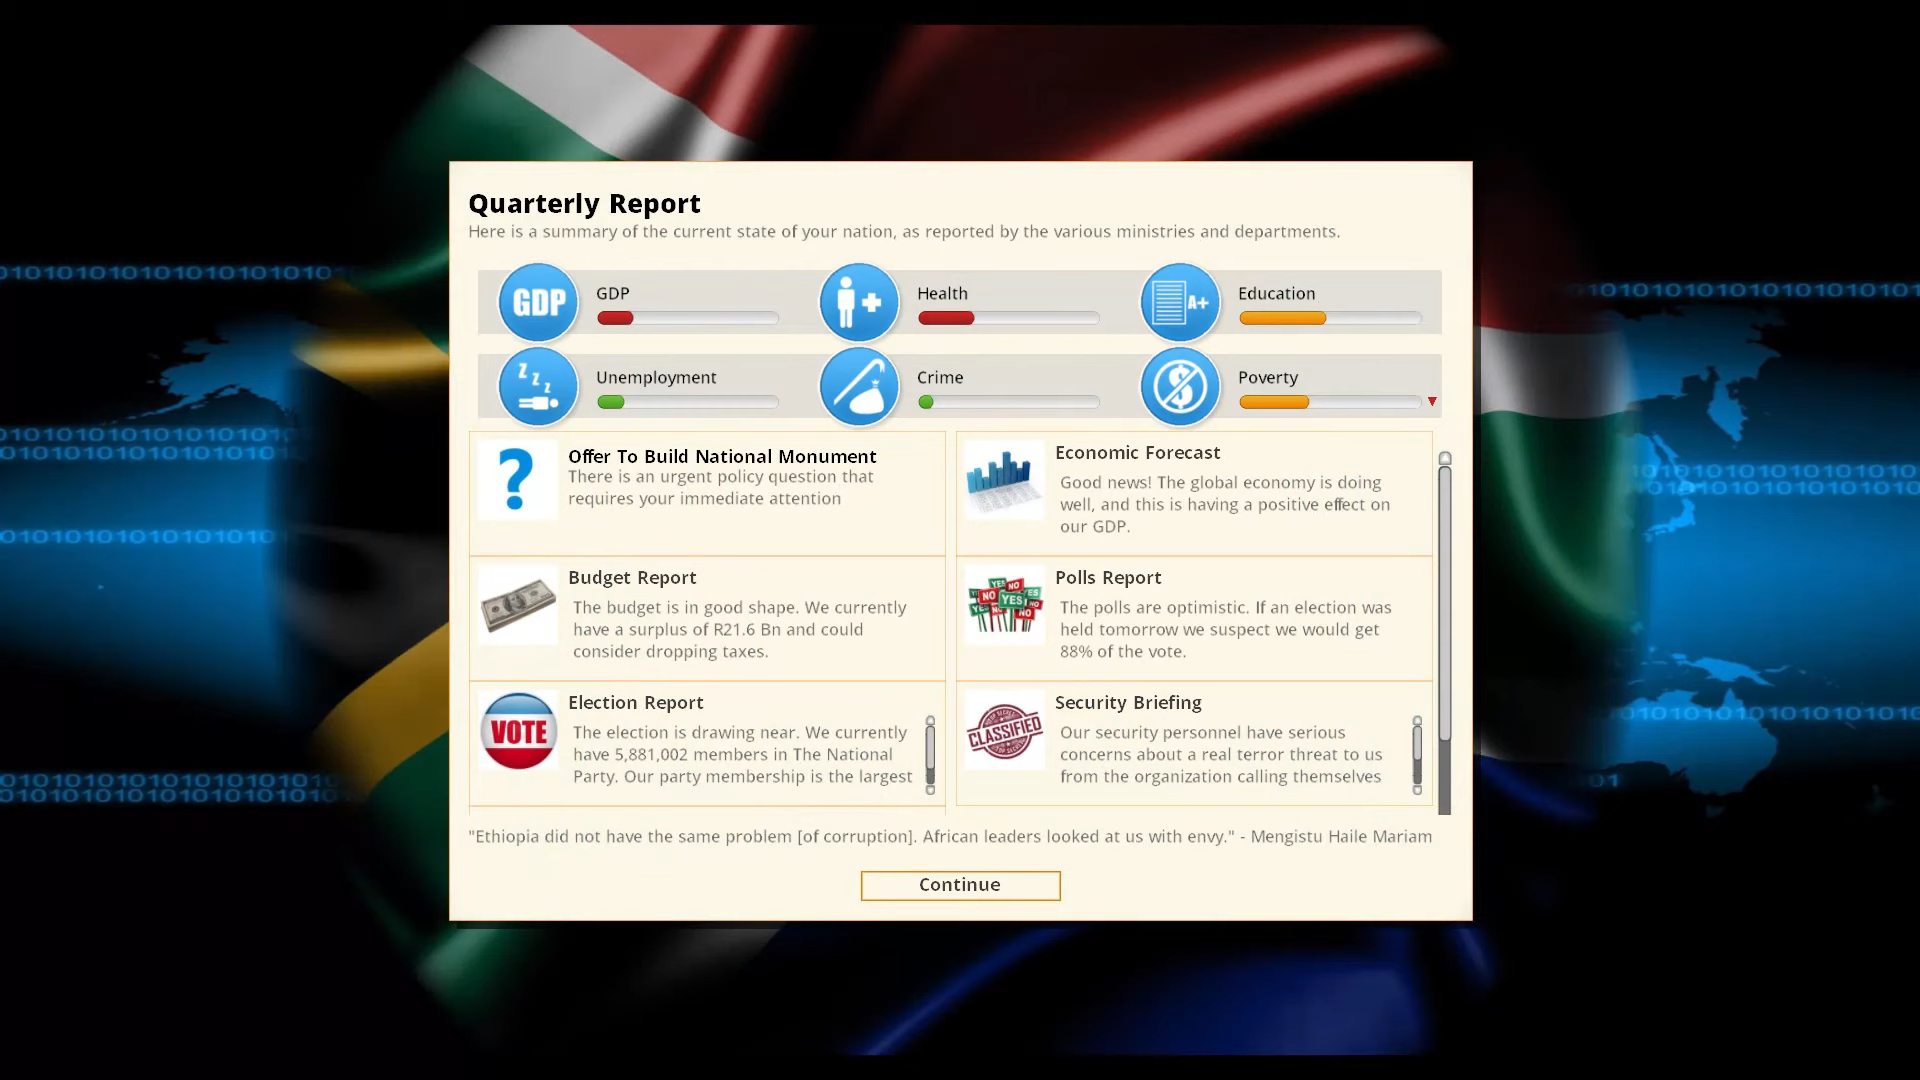 Quarterly Report
Here is a summary of the current state of your nation, as reported by the various ministries and departments.
GDP
GDP
Health
A+
Education
Z Z Z
Unemployment
Crime
$
Poverty
?
Offer To Build National Monument
There is an urgent policy question that
requires your immediate attention
Economic Forecast
Good news! The global economy is doing
well, and this is having a positive effect on
our GDP.
Budget Report
The budget is in good shape. We currently
have a surplus of R21.6 Bn and could
consider dropping taxes.
YES NO
NO YES YES
NO
Polls Report
The polls are optimistic. If an election was
held tomorrow we suspect we would get
88% of the vote.
VOTE
Election Report
The election is drawing near. We currently
have 5,881,002 members in The National
Party. Our party membership is the largest
CLASSIFIED
Security Briefing
Our security personnel have serious
concerns about a real terror threat to us
from the organization calling themselves
"Ethiopia did not have the same problem [of corruption]. African leaders looked at us with envy." - Mengistu Haile Mariam
Continue